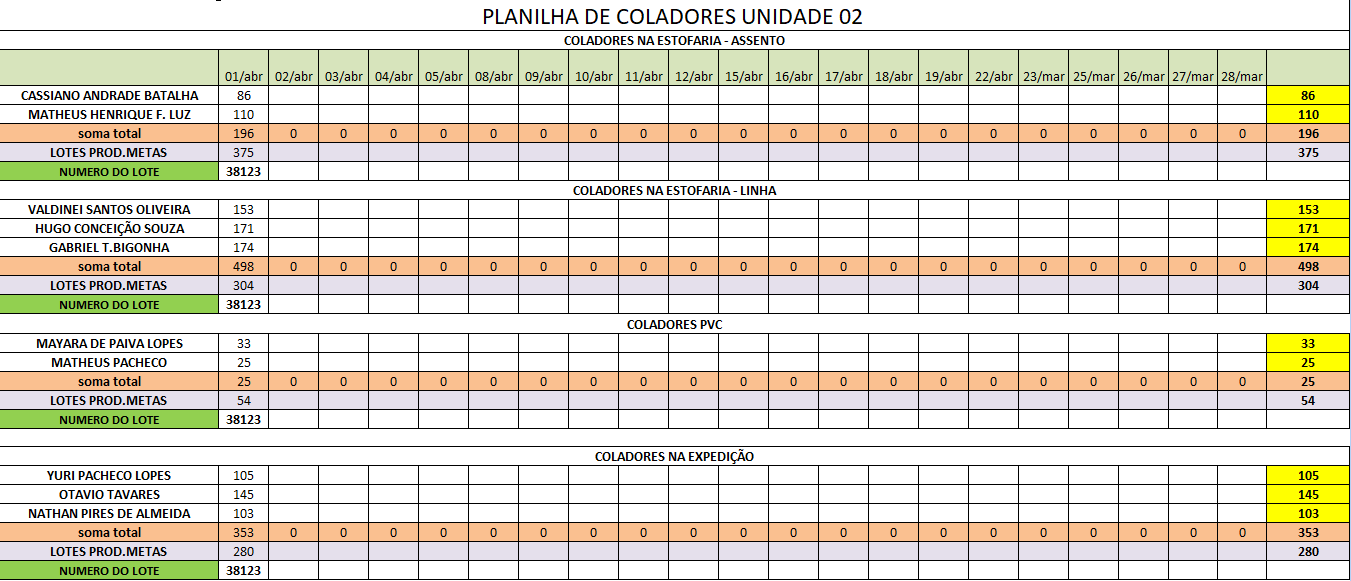 PLANILHA DE COLADORES UNIDADE 02
COLADORES NA ESTOFARIA - ASSENTO
01/abr 02/abr 03/abr 04/abr 05/abr 08/abr 09/abr 10/abr 11/abr 12/abr 15/abr 16/abr 17/abr 18/abr 19/abr 22/abr 23/mar 25/mar 26/mar 27/mar 28/mar
CASSIANO ANDRADE BATALHA 86 86
MATHEUS HENRIQUE F. LUZ 110 110
soma total 196 0 0 0 0 0 0 0 0 0 0 0 0 0 0 0 0 0 0 0 0 196
LOTES PROD.METAS 375 375
NUMERO DO LOTE 38123
COLADORES NA ESTOFARIA - LINHA
VALDINEI SANTOS OLIVEIRA 153 153
HUGO CONCEIÇÃO SOUZA 171 171
GABRIEL T.BIGONHA 174 174
soma total 498 0 0 0 0 0 0 0 0 0 0 0 0 0 0 0 0 0 0 0 0 498
LOTES PROD.METAS 304 304
NUMERO DO LOTE 38123
COLADORES PVC
MAYARA DE PAIVA LOPES 33 33
MATHEUS PACHECO 25 25
soma total 25 0 0 0 0 0 0 0 0 0 0 0 0 0 0 0 0 0 0 0 0 25
LOTES PROD.METAS 54 54
NUMERO DO LOTE 38123
COLADORES NA EXPEDIÇÃO
YURI PACHECO LOPES 105 105
OTAVIO TAVARES 145 145
NATHAN PIRES DE ALMEIDA 103 103
soma total 353 0 0 0 0 0 0 0 0 0 0 0 0 0 0 0 0 0 0 0 0 353
LOTES PROD.METAS 280 280
NUMERO DO LOTE 38123